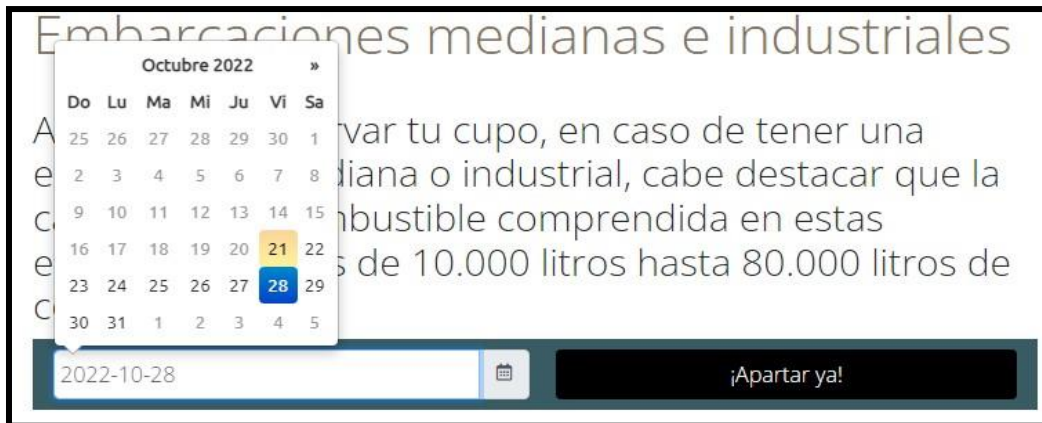 Embarcaciones medianas e industriales
Octubre 2022 »
Do Lu Ma Mi Ju Vi Sa
25 26 27 28 29 30 1
2 3 4 5 6 7 8
9 10 11 12 13 14 15
16 17 18 19 20 21 22
23 24 25 26 27 28 29
30 31 1 2 3 4 5
tu cupo, en caso de tener una
o industrial, cabe destacar que la
comprendida en estas
de 10.000 litros hasta 80.000 litros de
2022-10-28
¡Apartar ya!